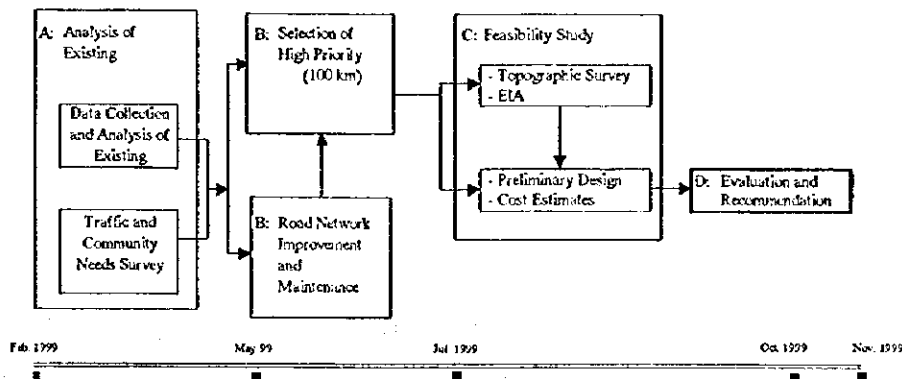 A: Analysis of
Existing
Data Collection
and Analysis of
Existing
Traffic and
Community
Needs Survey
B: Selection of
High Priority
(100 km)
B: Road Network
Improvement
and
Maintenance
C: Feasibility Study
- Topographic Survey
- EIA
- Preliminary Design
- Cost Estimates
D: Evaluation and
Recommendation
Feb. 1999
May 99
Jul. 1999
Oct 1999
Nov. 1999